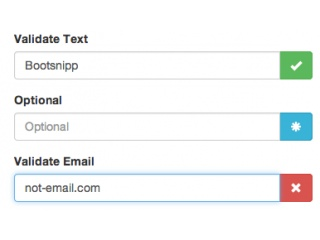 Validate Text
Bootsnipp
Optional
Optional
Validate Email
not-email.com